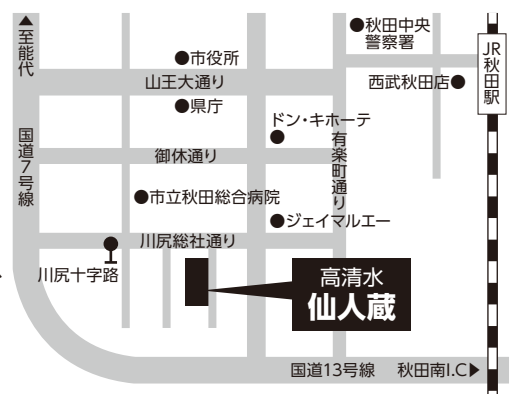 ▲至能代
●秋田中央
警察署
JR秋田駅
●市役所
山王大通り
西武秋田店●
●県庁
ドン・キホーテ
●
国道7号線
御休通り
有楽町通り
●市立秋田総合病院
●ジェイマルエー
川尻総社通り
川尻十字路
高清水
仙人蔵
国道13号線 秋田南I.C▶